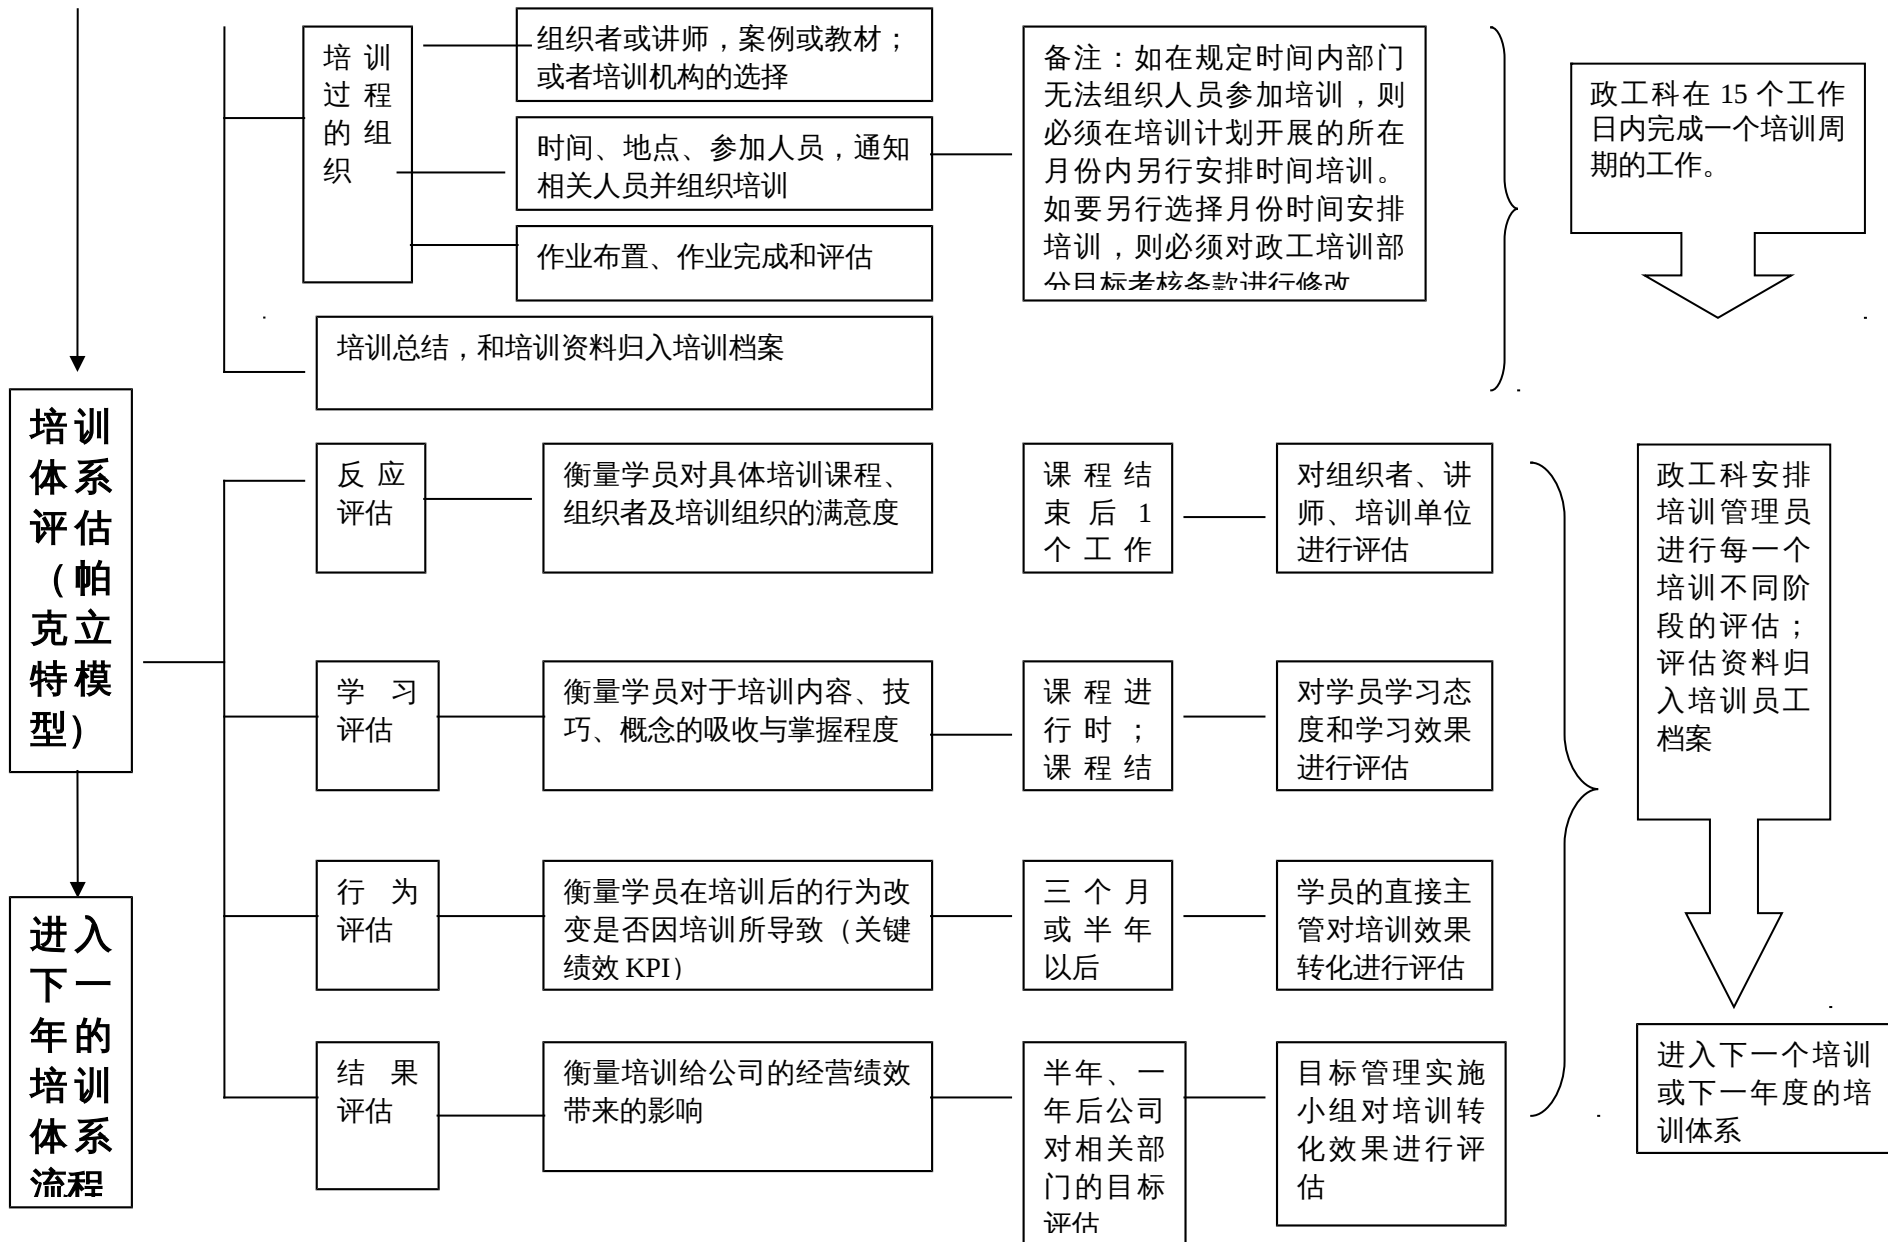 培训
过程
的组
织
组织者或讲师，案例或教材；
或者培训机构的选择
时间、地点、参加人员，通知
相关人员并组织培训
作业布置、作业完成和评估
备注：如在规定时间内部门
无法组织人员参加培训，则
必须在培训计划开展的所在
月份内另行安排时间培训。
如要另行选择月份时间安排
培训，则必须对政工培训部
分目标考核条款进行修改
政工科在 15 个工作
日内完成一个培训周
期的工作。
培训总结，和培训资料归入培训档案
培训
体系
评估
（帕
克立
特模
型）
反应
评估
衡量学员对具体培训课程、
组织者及培训组织的满意度
课程结
束后 1
个工作
对组织者、讲
师、培训单位
进行评估
政工科安排
培训管理员
进行每一个
培训不同阶
段的评估；
评估资料归
入培训员工
档案
学习
评估
衡量学员对于培训内容、技
巧、概念的吸收与掌握程度
课程进
行时；
课程结
对学员学习态
度和学习效果
进行评估
行为
评估
衡量学员在培训后的行为改
变是否因培训所导致（关键
绩效 KPI）
三个月
或半年
以后
学员的直接主
管对培训效果
转化进行评估
进入
下一
年的
培训
体系
流程
结果
评估
衡量培训给公司的经营绩效
带来的影响
半年、一
年后公司
对相关部
门的目标
评估
目标管理实施
小组对培训转
化效果进行评
估
进入下一个培训
或下一年度的培
训体系